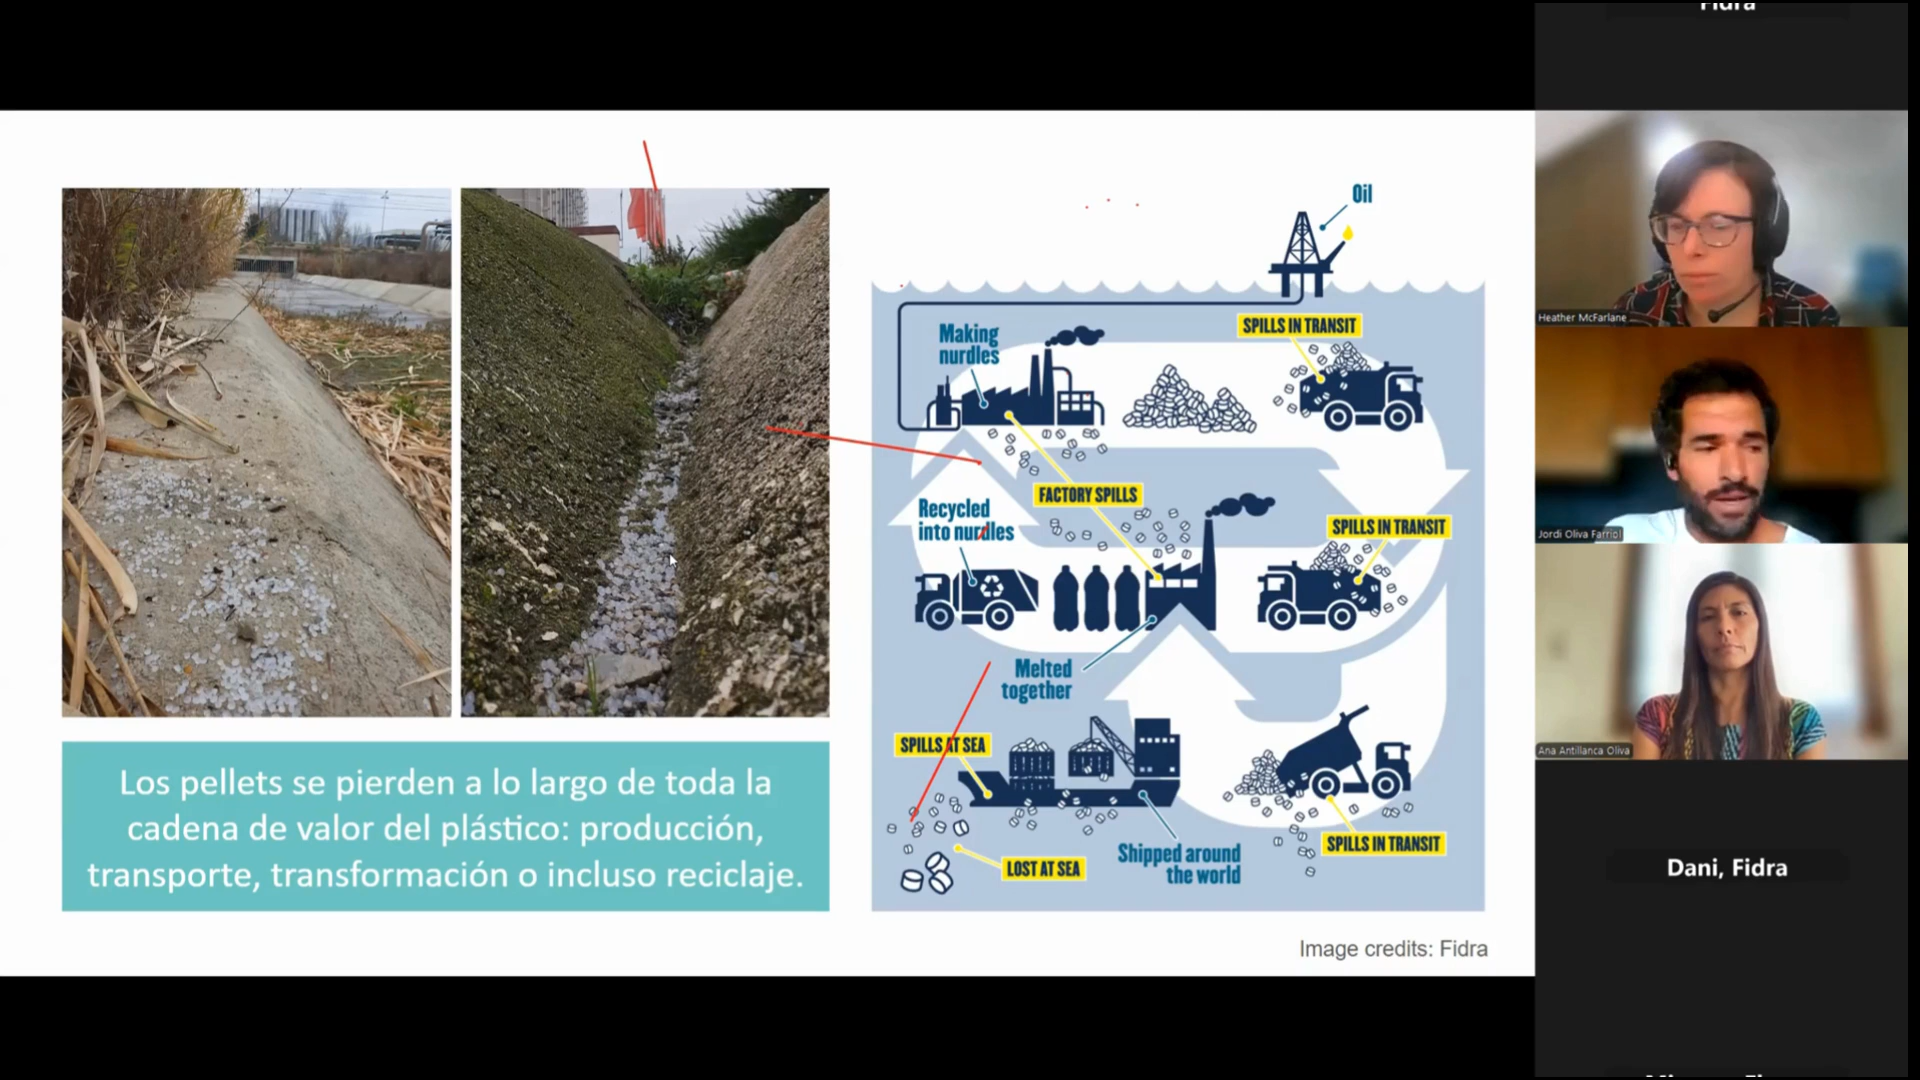 Los pellets se pierden a lo largo de toda la
cadena de valor del plástico: producción,
transporte, transformación o incluso reciclaje.
Oil
Making
nurdles
SPILLS IN TRANSIT
FACTORY SPILLS
Recycled
into nurdles
SPILLS IN TRANSIT
Melted
together
SPILLS AT SEA
LOST AT SEA
Shipped around
the world
SPILLS IN TRANSIT
Image credits: Fidra
Fidra
Heather McFarlane
Jordi Oliva Farriol
Ana Antillanca Oliva
Dani, Fidra